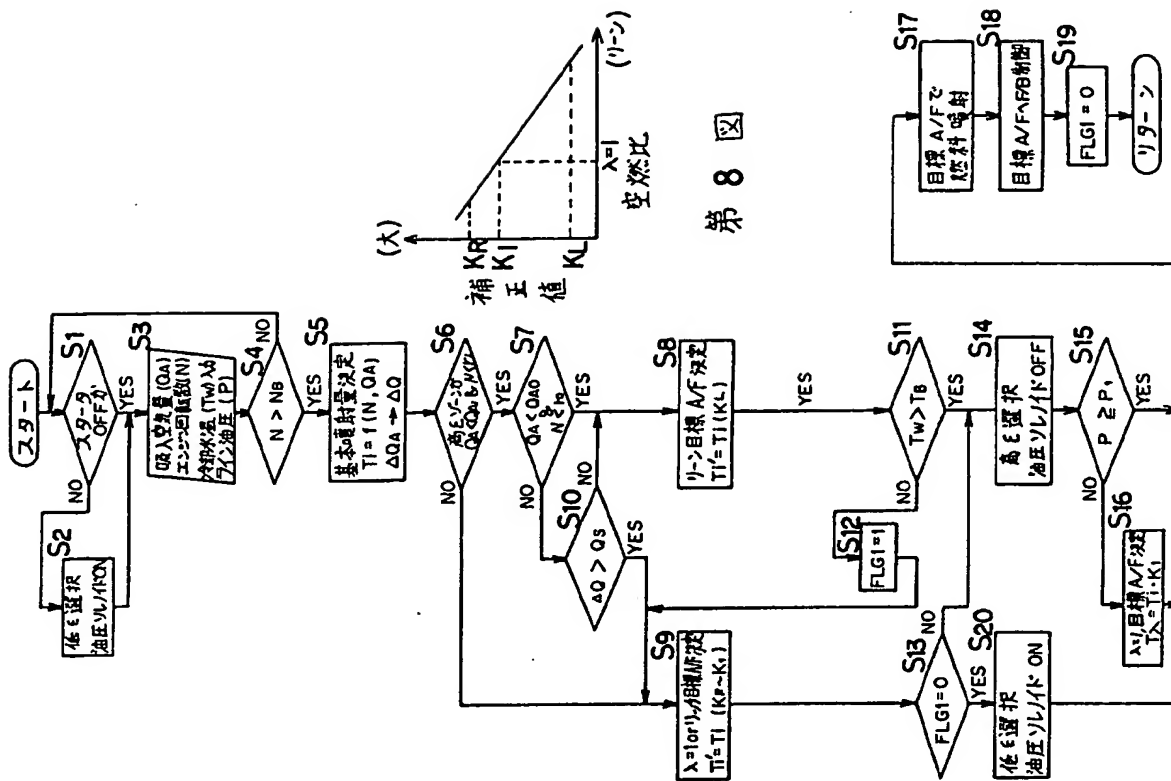 スタート
S1
スタータ
OFFか
NO
YES
S2
低ε選択
油圧ソレノイドON
S3
吸入空気量(QA)
エンジン回転数(N)
冷却水温(Tw)入力
ライン油圧(P)
S4
N > NB
NO
YES
S5
基本噴射量決定
Ti=f(N,QA)
ΔQA→ΔQ
S6
高εゾーンか
NO
YES
S7
QA<QAO
&
NO
YES
S10
ΔQ > QS
NO
YES
S8
リーン目標A/F決定
Ti'=Ti(KL)
YES
S9
λ=1orリッチ目標A/F決定
Ti'=Ti (KR~K1)
S11
Tw>TB
NO
YES
S12
FLG1=1
S13
FLG1=0
NO
YES
S14
高ε選択
油圧ソレノイドOFF
S15
P ≧ P1
NO
YES
S16
λ=1,目標A/F決定
Tλ=Ti・K1
S20
低ε選択
油圧ソレノイドON
S17
目標A/Fで
燃料噴射
S18
目標A/FへF/B制御
S19
FLG1=0
リターン
(大)
KR
K1
KL
補正値
λ=1
(リーン)
空燃比
第8図